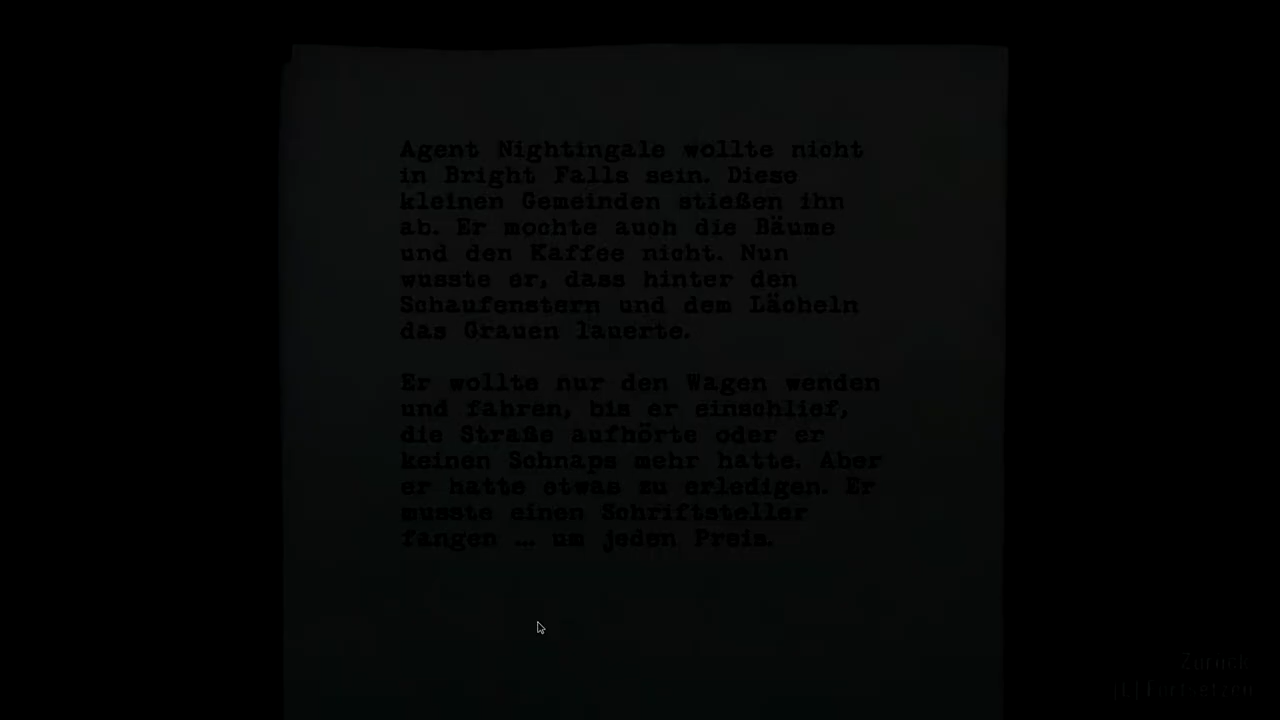 Agent Nightingale wollte nicht
in Bright Falls sein. Diese
kleinen Gemeinden stießen ihn
ab. Er mochte auch die Bäume
und den Kaffee nicht. Nun
wusste er, dass hinter den
Schaufenstern und dem Lächeln
das Grauen lauerte.
Er wollte nur den Wagen wenden
und fahren, bis er einschlief,
die Straße aufhörte oder er
keinen Schnaps mehr hatte. Aber
er hatte etwas zu erledigen. Er
musste einen Schriftsteller
fangen … um jeden Preis.
Zurück
Fortsetzen